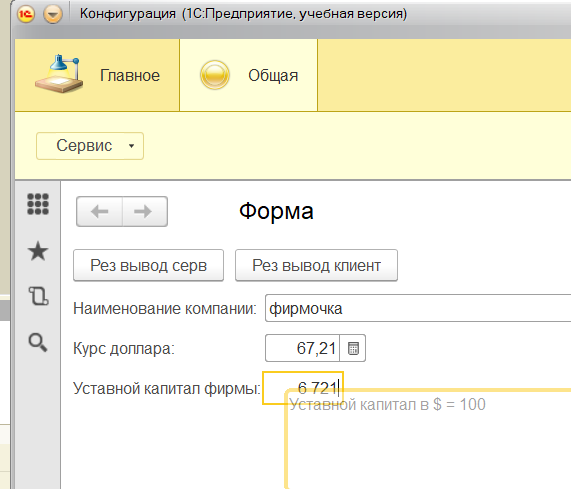 Конфигурация (1С:Предприятие, учебная версия)
Главное
Общая
Сервис
Форма
Рез вывод серв
Рез вывод клиент
Наименование компании: фирмочка
Курс доллара: 67,21
Уставной капитал фирмы: 6 721
Уставной капитал в $ = 100